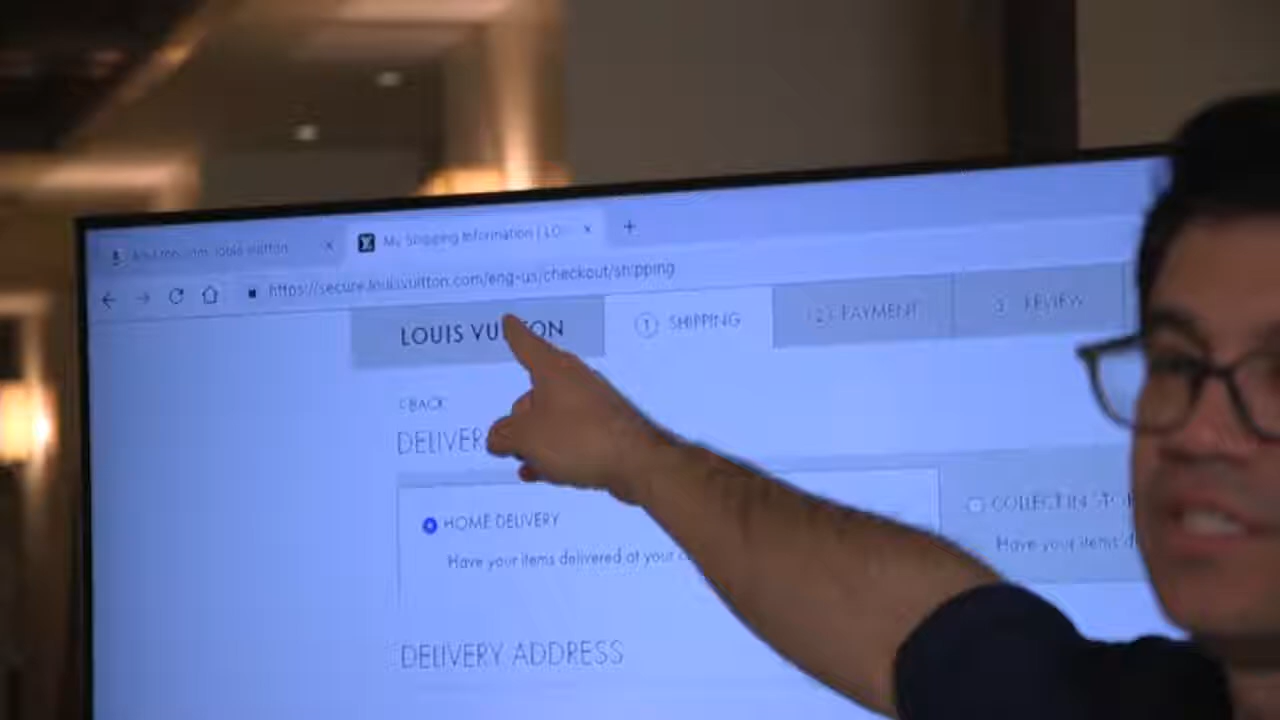 louis vuitton
My Shipping Information | LO
https://secure.louisvuitton.com/eng-us/checkout/shipping
LOUIS VUITTON
1 SHIPPING
2 PAYMENT
3 REVIEW
< BACK
DELIVER
HOME DELIVERY
Have your items delivered at your
COLLECT IN STOR
Have your items d
DELIVERY ADDRESS